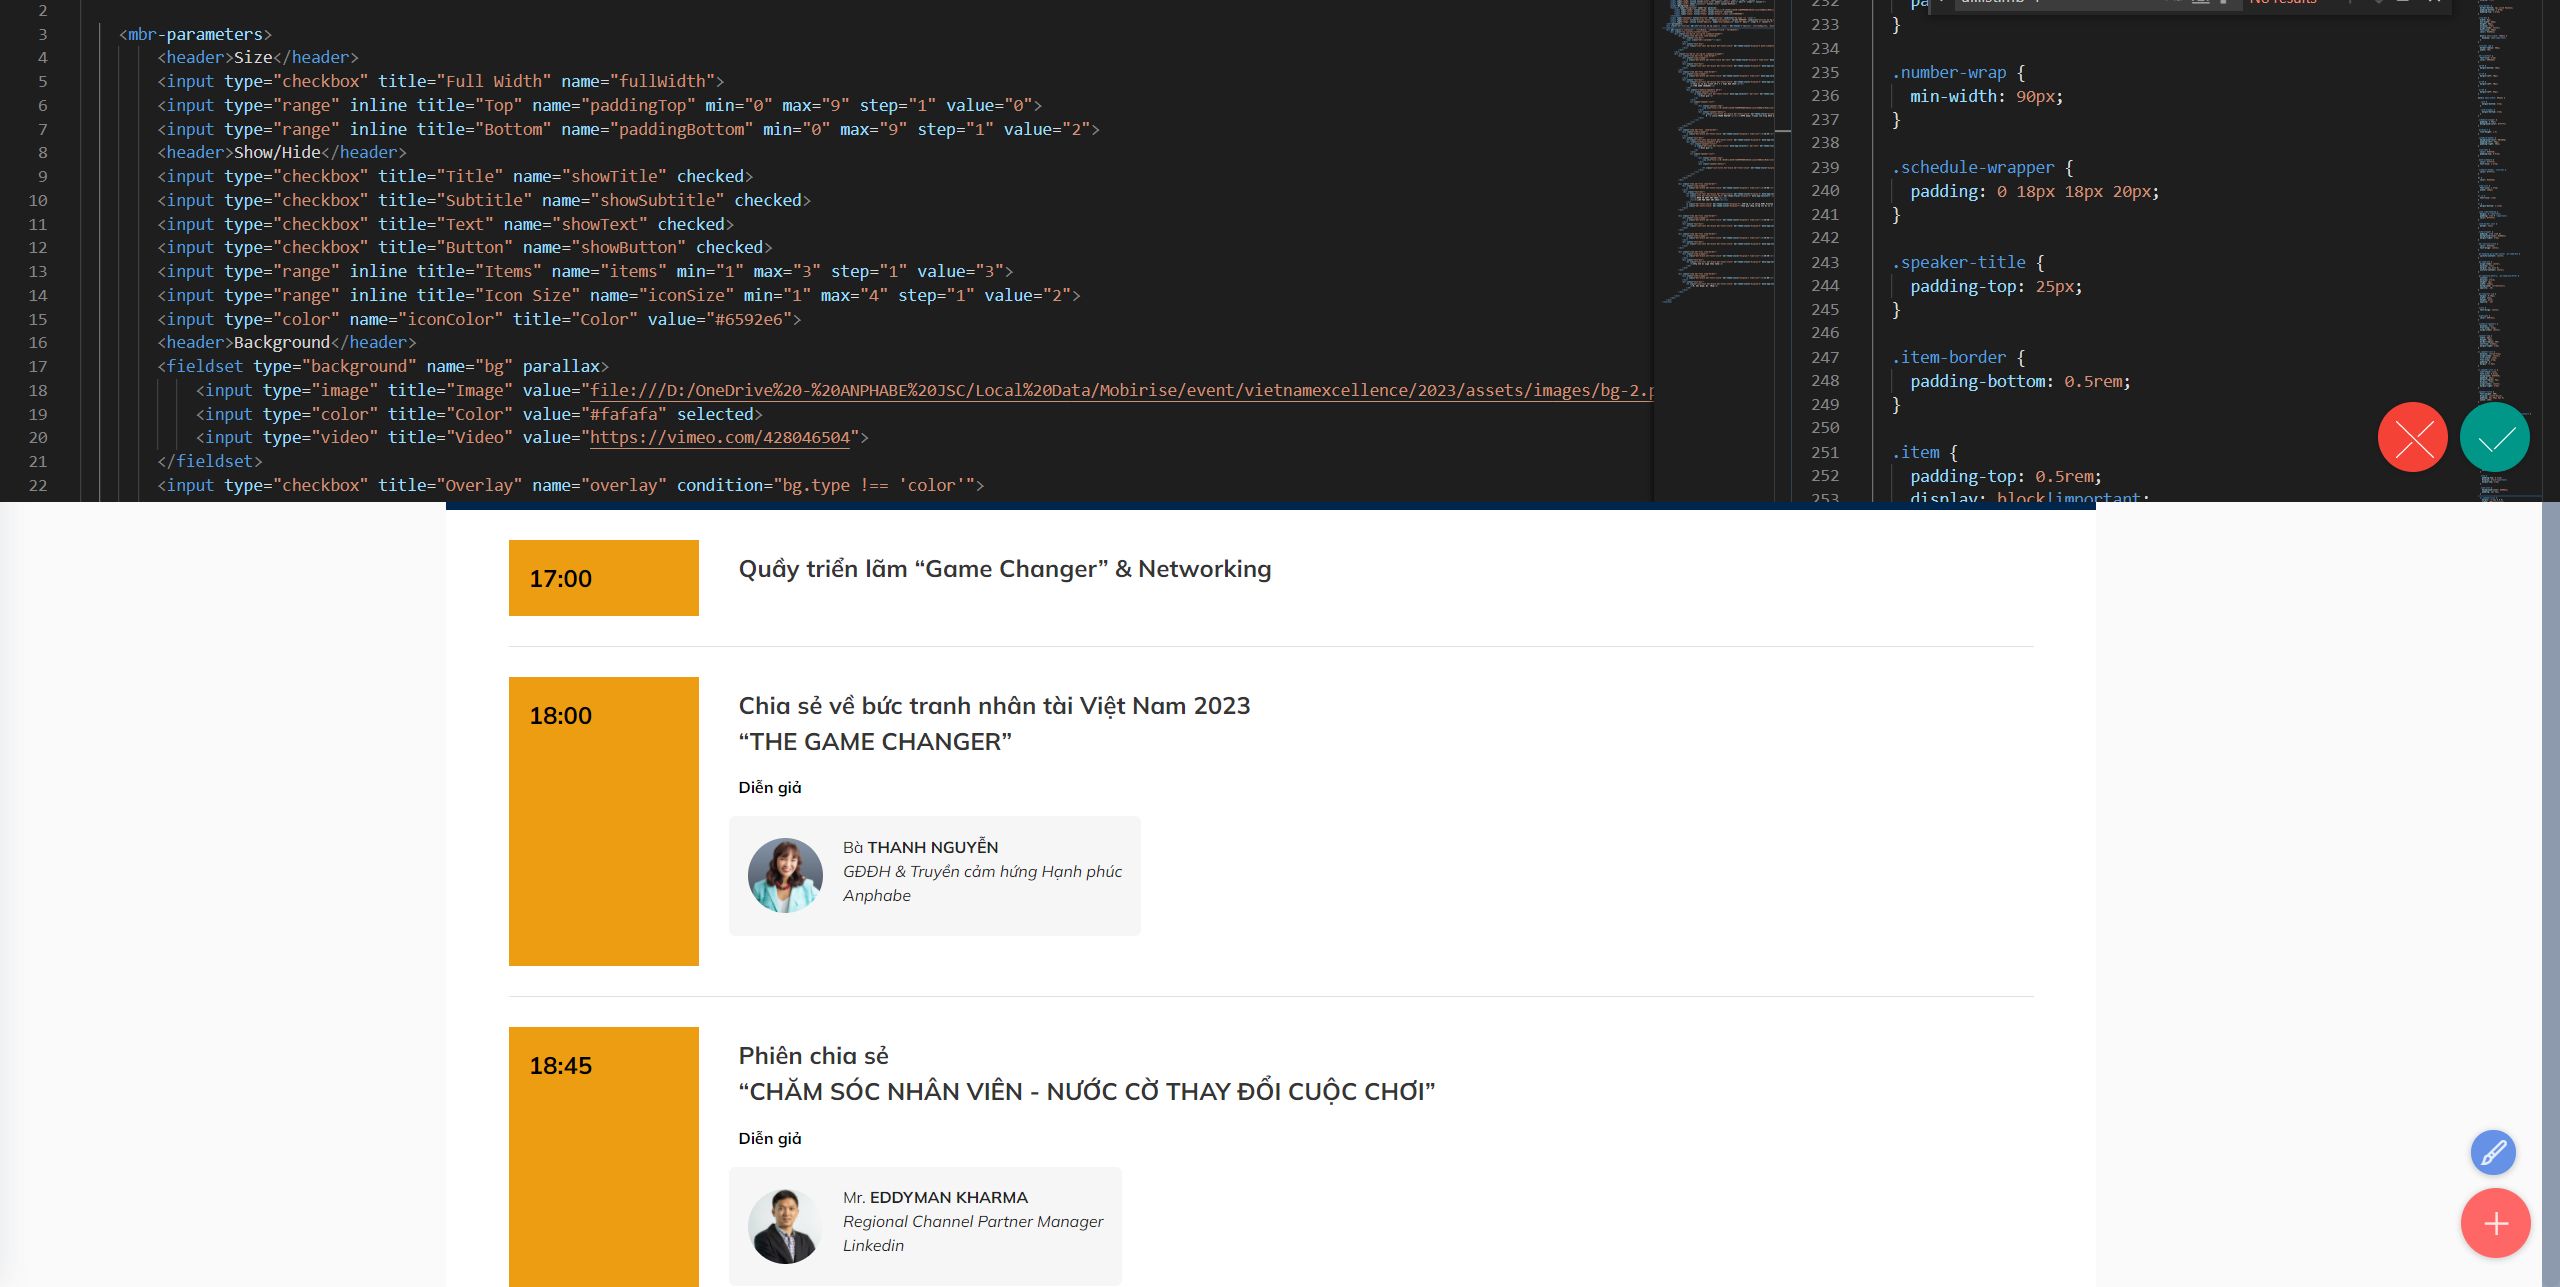 2
3 <mbr-parameters>
4 <header>Size</header>
5 <input type="checkbox" title="Full Width" name="fullWidth">
6 <input type="range" inline title="Top" name="paddingTop" min="0" max="9" step="1" value="0">
7 <input type="range" inline title="Bottom" name="paddingBottom" min="0" max="9" step="1" value="2">
8 <header>Show/Hide</header>
9 <input type="checkbox" title="Title" name="showTitle" checked>
10 <input type="checkbox" title="Subtitle" name="showSubtitle" checked>
11 <input type="checkbox" title="Text" name="showText" checked>
12 <input type="checkbox" title="Button" name="showButton" checked>
13 <input type="range" inline title="Items" name="items" min="1" max="3" step="1" value="3">
14 <input type="range" inline title="Icon Size" name="iconSize" min="1" max="4" step="1" value="2">
15 <input type="color" name="iconColor" title="Color" value="#6592e6">
16 <header>Background</header>
17 <fieldset type="background" name="bg" parallax>
18 <input type="image" title="Image" value="file:///D:/OneDrive%20-%20ANPHABE%20JSC/Local%20Data/Mobirise/event/vietnamexcellence/2023/assets/images/bg-2.p
19 <input type="color" title="Color" value="#fafafa" selected>
20 <input type="video" title="Video" value="https://vimeo.com/428046504">
21 </fieldset>
22 <input type="checkbox" title="Overlay" name="overlay" condition="bg.type !== 'color'">
232
No results
233 }
234
235 .number-wrap {
236 min-width: 90px;
237 }
238
239 .schedule-wrapper {
240 padding: 0 18px 18px 20px;
241 }
242
243 .speaker-title {
244 padding-top: 25px;
245 }
246
247 .item-border {
248 padding-bottom: 0.5rem;
249 }
250
251 .item {
252 padding-top: 0.5rem;
253 display: block!important;
17:00
Quầy triển lãm “Game Changer” & Networking
18:00
Chia sẻ về bức tranh nhân tài Việt Nam 2023
“THE GAME CHANGER”
Diễn giả
Bà THANH NGUYỄN
GĐĐH & Truyền cảm hứng Hạnh phúc
Anphabe
18:45
Phiên chia sẻ
“CHĂM SÓC NHÂN VIÊN - NƯỚC CỜ THAY ĐỔI CUỘC CHƠI”
Diễn giả
Mr. EDDYMAN KHARMA
Regional Channel Partner Manager
Linkedin